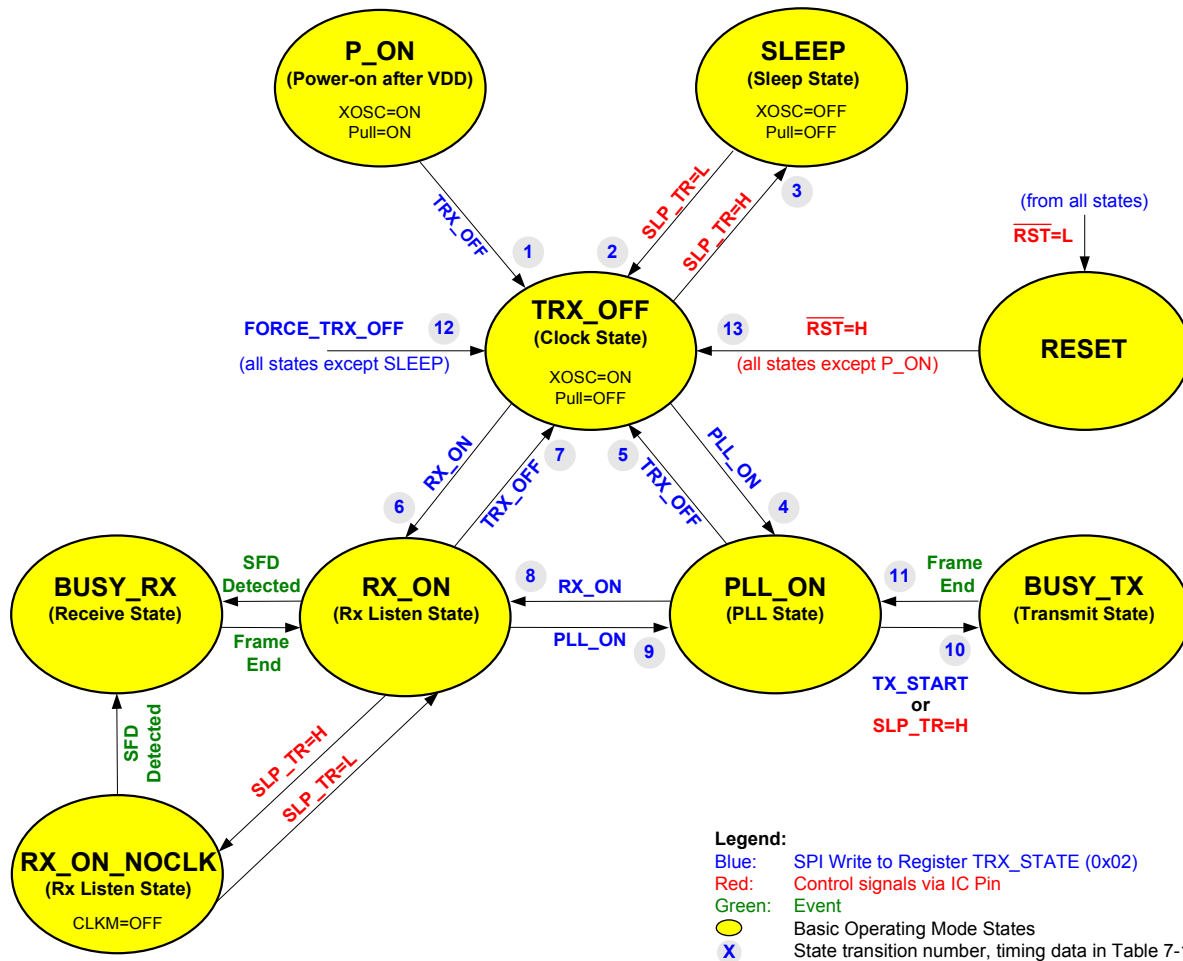 P_ON
(Power-on after VDD)
XOSC=ON
Pull=ON
SLEEP
(Sleep State)
XOSC=OFF
Pull=OFF
TRX_OFF
1
SLP_TR=L
2
SLP_TR=H
3
(from all states)
RST=L
TRX_OFF
(Clock State)
XOSC=ON
Pull=OFF
FORCE_TRX_OFF
12
(all states except SLEEP)
13
RST=H
(all states except P_ON)
RESET
RX_ON
6
TRX_OFF
7
TRX_OFF
5
PLL_ON
4
BUSY_RX
(Receive State)
SFD
Detected
Frame
End
RX_ON
(Rx Listen State)
8
RX_ON
PLL_ON
9
PLL_ON
(PLL State)
11
Frame
End
10
TX_START
or
SLP_TR=H
BUSY_TX
(Transmit State)
SFD
Detected
SLP_TR=H
SLP_TR=L
RX_ON_NOCLK
(Rx Listen State)
CLKM=OFF
Legend:
Blue: SPI Write to Register TRX_STATE (0x02)
Red: Control signals via IC Pin
Green: Event
Basic Operating Mode States
X State transition number, timing data in Table